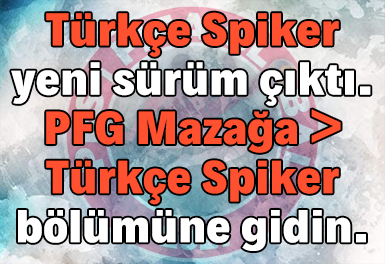 Türkçe Spiker
yeni sürüm çıktı.
PFG Mazağa >
Türkçe Spiker
bölümüne gidin.